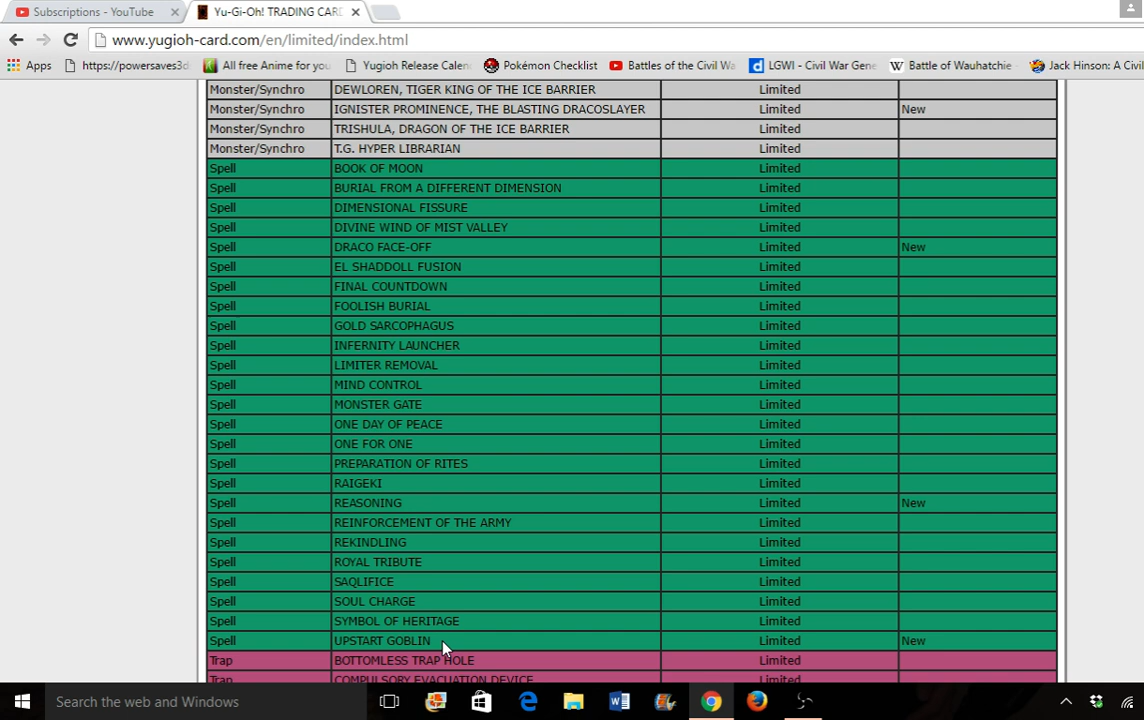 Subscriptions - YouTube
Yu-Gi-Oh! TRADING CARD
www.yugioh-card.com/en/limited/index.html
Apps https://powersaves3d All free Anime for you Yugioh Release Calen Pokémon Checklist Battles of the Civil Wa LGWI - Civil War Gene Battle of Wauhatchie Jack Hinson: A Civil
Monster/Synchro DEWLOREN, TIGER KING OF THE ICE BARRIER Limited
Monster/Synchro IGNISTER PROMINENCE, THE BLASTING DRACOSLAYER Limited New
Monster/Synchro TRISHULA, DRAGON OF THE ICE BARRIER Limited
Monster/Synchro T.G. HYPER LIBRARIAN Limited
Spell BOOK OF MOON Limited
Spell BURIAL FROM A DIFFERENT DIMENSION Limited
Spell DIMENSIONAL FISSURE Limited
Spell DIVINE WIND OF MIST VALLEY Limited
Spell DRACO FACE-OFF Limited New
Spell EL SHADDOLL FUSION Limited
Spell FINAL COUNTDOWN Limited
Spell FOOLISH BURIAL Limited
Spell GOLD SARCOPHAGUS Limited
Spell INFERNITY LAUNCHER Limited
Spell LIMITER REMOVAL Limited
Spell MIND CONTROL Limited
Spell MONSTER GATE Limited
Spell ONE DAY OF PEACE Limited
Spell ONE FOR ONE Limited
Spell PREPARATION OF RITES Limited
Spell RAIGEKI Limited
Spell REASONING Limited New
Spell REINFORCEMENT OF THE ARMY Limited
Spell REKINDLING Limited
Spell ROYAL TRIBUTE Limited
Spell SAQLIFICE Limited
Spell SOUL CHARGE Limited
Spell SYMBOL OF HERITAGE Limited
Spell UPSTART GOBLIN Limited New
Trap BOTTOMLESS TRAP HOLE Limited
Trap COMPULSORY EVACUATION DEVICE Limited
Search the web and Windows